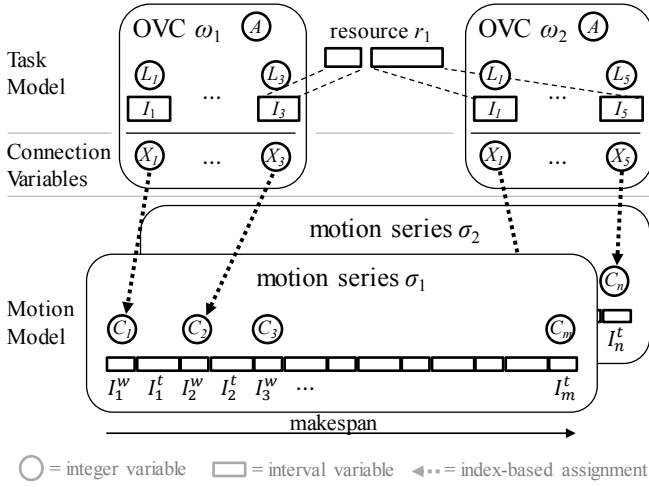 OVC ω₁ A resource r₁ OVC ω₂ A
Task Model
L₁ L₃ L₁ L₅
I₁ ... I₃ I₁ ... I₅
Connection Variables
X₁ ... X₃ X₁ ... X₅
motion series σ₂
motion series σ₁
Motion Model
C₁ C₂ C₃ Cₘ Cₙ
I₁ʷ I₁ᵗ I₂ʷ I₂ᵗ I₃ʷ ... Iₘᵗ Iₙᵗ
makespan
= integer variable = interval variable = index-based assignment